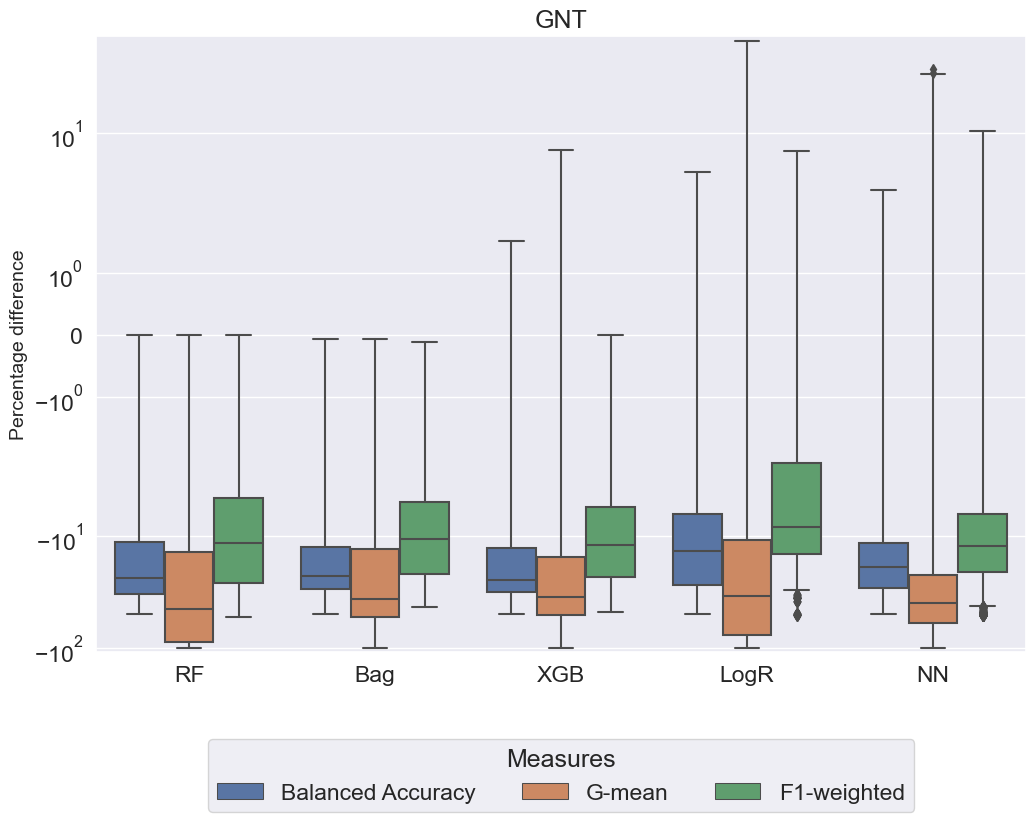 GNT
Percentage difference
10^1
10^0
0
−10^0
−10^1
−10^2
RF Bag XGB LogR NN
Measures
Balanced Accuracy G-mean F1-weighted